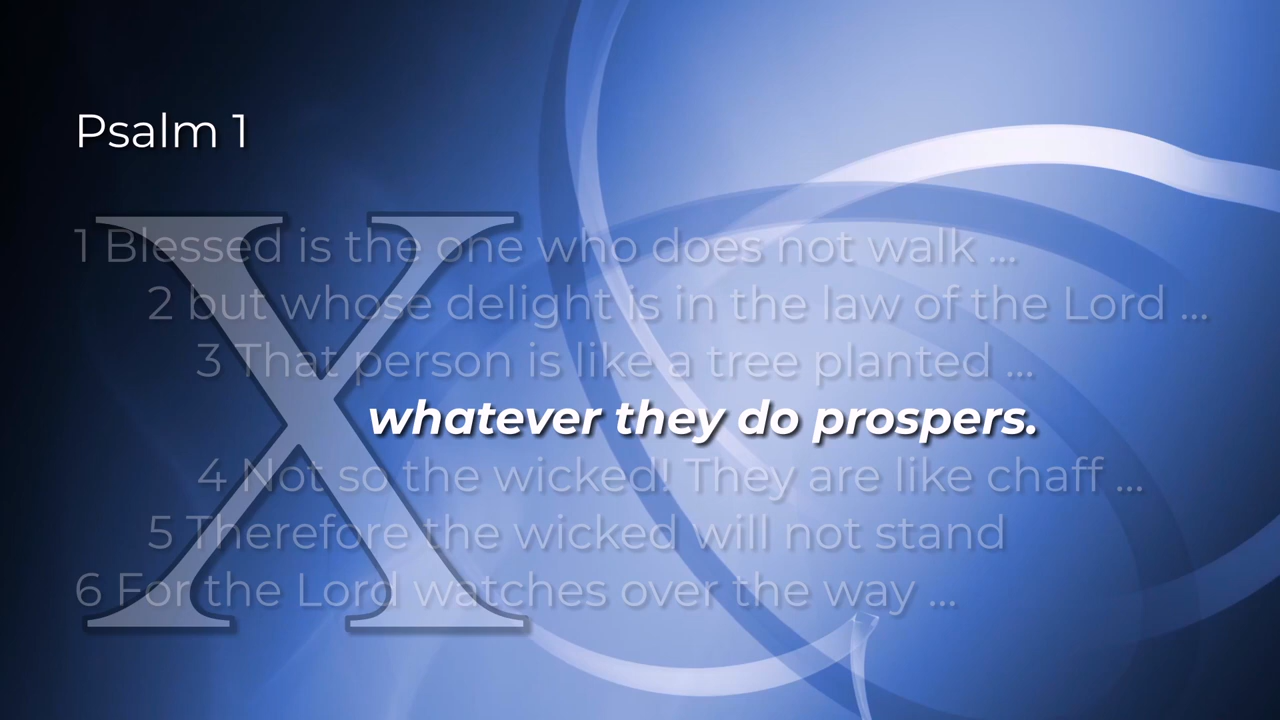 Psalm 1
X
1 Blessed is the one who does not walk ...
2 but whose delight is in the law of the Lord ...
3 That person is like a tree planted ...
whatever they do prospers.
4 Not so the wicked! They are like chaff ...
5 Therefore the wicked will not stand
6 For the Lord watches over the way ...